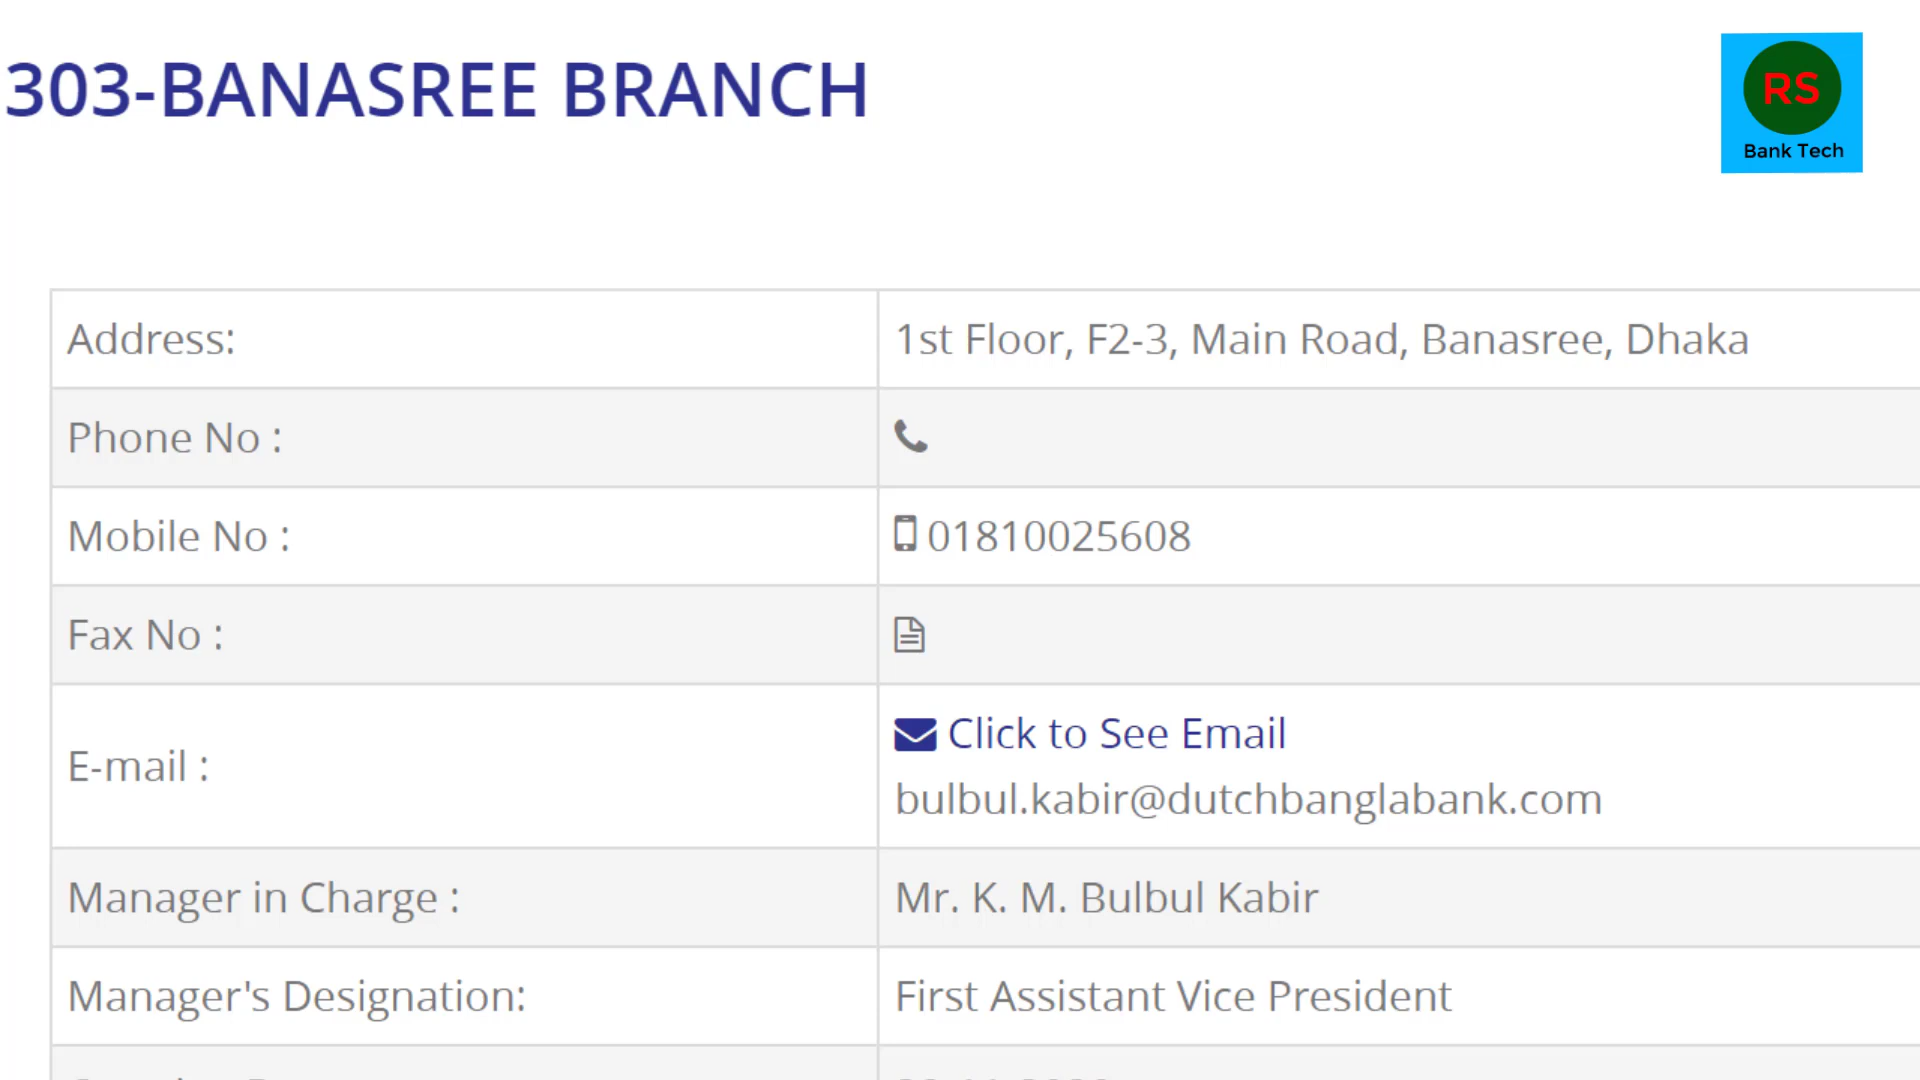 303-BANASREE BRANCH
RS
Bank Tech
Address: 1st Floor, F2-3, Main Road, Banasree, Dhaka
Phone No :
Mobile No : 01810025608
Fax No :
E-mail : Click to See Email
bulbul.kabir@dutchbanglabank.com
Manager in Charge : Mr. K. M. Bulbul Kabir
Manager's Designation: First Assistant Vice President